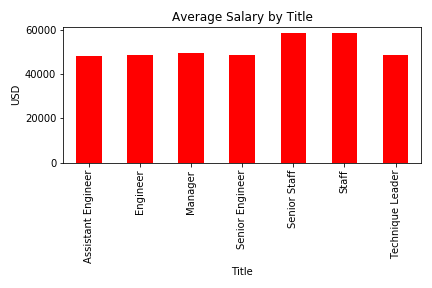 Average Salary by Title
USD
60000
40000
20000
0
Assistant Engineer
Engineer
Manager
Senior Engineer
Senior Staff
Staff
Technique Leader
Title